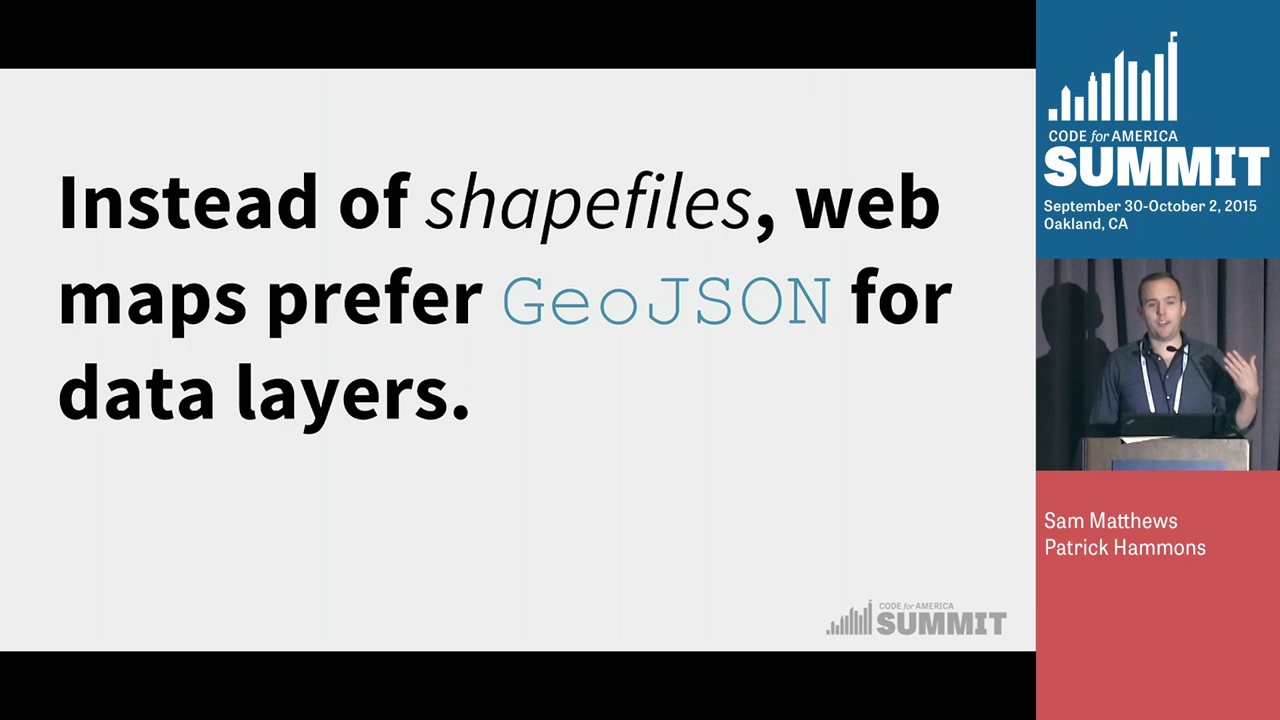 Instead of shapefiles, web
maps prefer GeoJSON for
data layers.
CODE for AMERICA
SUMMIT
CODE for AMERICA
SUMMIT
September 30-October 2, 2015
Oakland, CA
Sam Matthews
Patrick Hammons